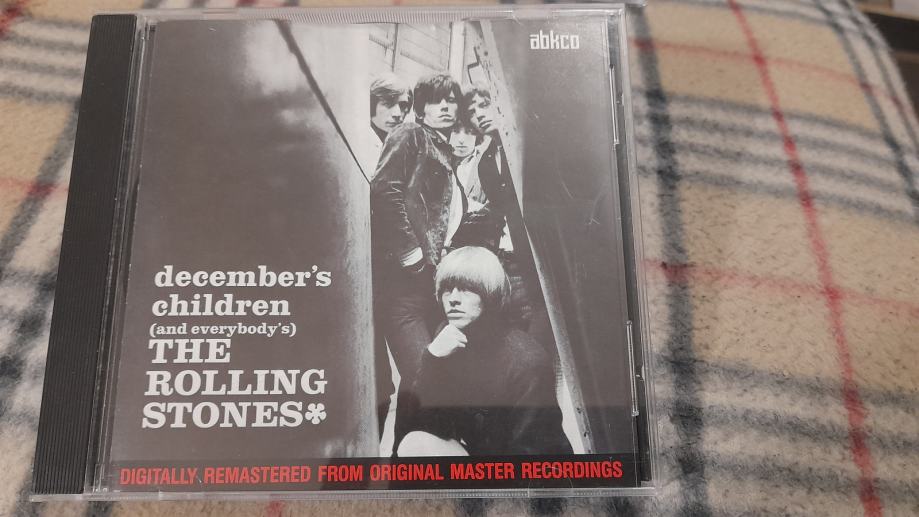 abkco
december's
children
(and everybody's)
THE
ROLLING
STONES
DIGITALLY REMASTERED FROM ORIGINAL MASTER RECORDINGS